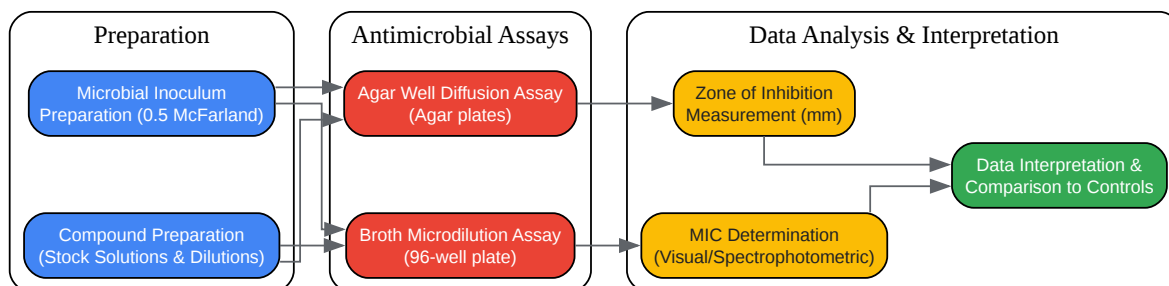 Preparation
Microbial Inoculum
Preparation (0.5 McFarland)
Compound Preparation
(Stock Solutions & Dilutions)
Antimicrobial Assays
Agar Well Diffusion Assay
(Agar plates)
Broth Microdilution Assay
(96-well plate)
Data Analysis & Interpretation
Zone of Inhibition
Measurement (mm)
MIC Determination
(Visual/Spectrophotometric)
Data Interpretation &
Comparison to Controls